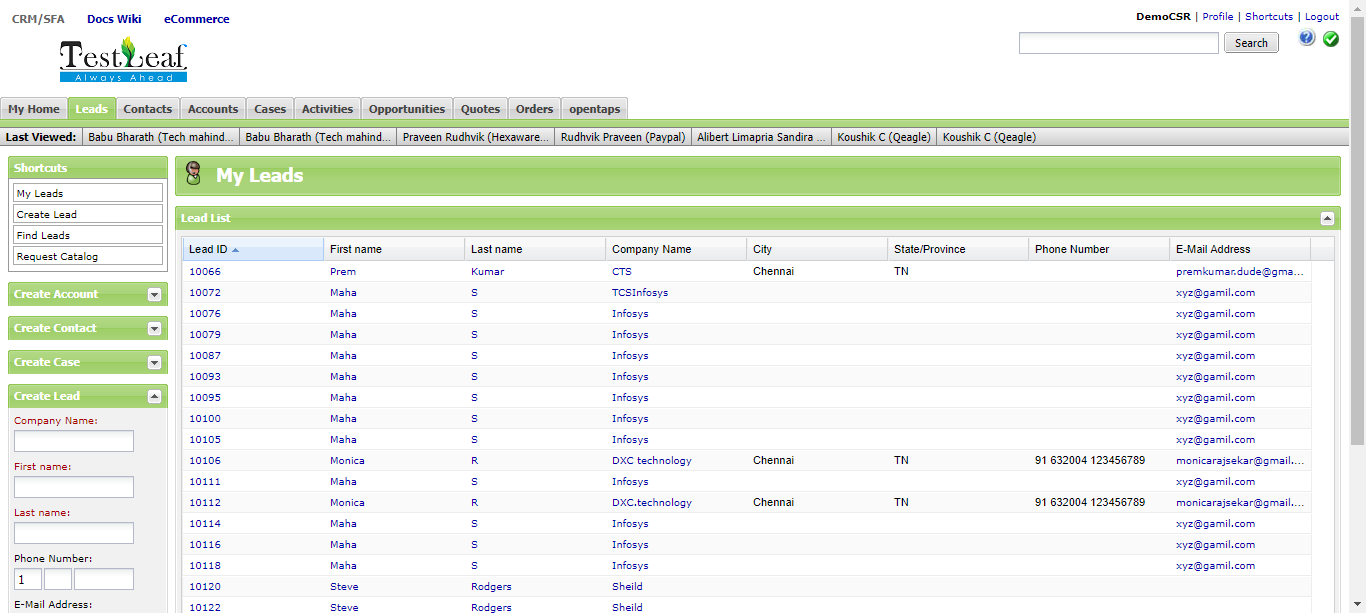 CRM/SFA Docs Wiki eCommerce
DemoCSR | Profile | Shortcuts | Logout
TestLeaf
Always Ahead
Search
My Home Leads Contacts Accounts Cases Activities Opportunities Quotes Orders opentaps
Last Viewed: Babu Bharath (Tech mahind... Babu Bharath (Tech mahind... Praveen Rudhvik (Hexaware... Rudhvik Praveen (Paypal) Alibert Limapria Sandira ... Koushik C (Qeagle) Koushik C (Qeagle)
Shortcuts
My Leads
Create Lead
Find Leads
Request Catalog
Create Account
Create Contact
Create Case
Create Lead
Company Name:
First name:
Last name:
Phone Number:
1
E-Mail Address:
My Leads
Lead List
Lead ID First name Last name Company Name City State/Province Phone Number E-Mail Address
10066 Prem Kumar CTS Chennai TN premkumar.dude@gma...
10072 Maha S TCSInfosys xyz@gamil.com
10076 Maha S Infosys xyz@gamil.com
10079 Maha S Infosys xyz@gamil.com
10087 Maha S Infosys xyz@gamil.com
10093 Maha S Infosys xyz@gamil.com
10095 Maha S Infosys xyz@gamil.com
10100 Maha S Infosys xyz@gamil.com
10105 Maha S Infosys xyz@gamil.com
10106 Monica R DXC technology Chennai TN 91 632004 123456789 monicarajsekar@gmail....
10111 Maha S Infosys xyz@gamil.com
10112 Monica R DXC.technology Chennai TN 91 632004 123456789 monicarajsekar@gmail....
10114 Maha S Infosys xyz@gamil.com
10116 Maha S Infosys xyz@gamil.com
10118 Maha S Infosys xyz@gamil.com
10120 Steve Rodgers Sheild
10122 Steve Rodgers Sheild